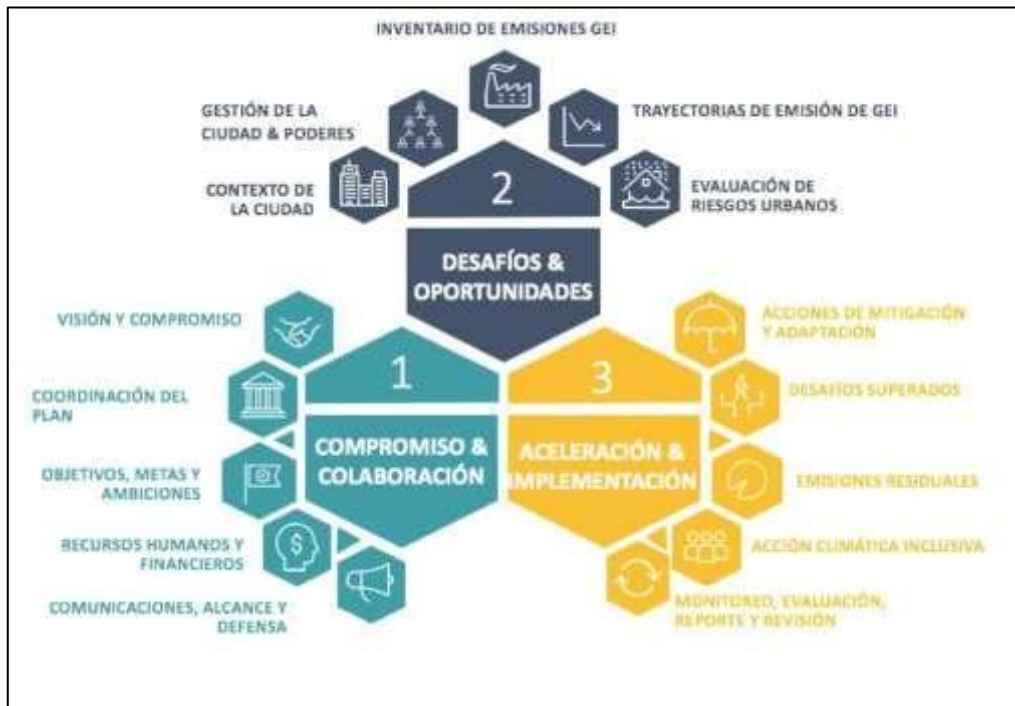 INVENTARIO DE EMISIONES GEI
GESTIÓN DE LA
CIUDAD & PODERES
TRAYECTORIAS DE EMISIÓN DE GEI
CONTEXTO DE
LA CIUDAD
2
EVALUACIÓN DE
RIESGOS URBANOS
DESAFÍOS &
OPORTUNIDADES
VISIÓN Y COMPROMISO
COORDINACIÓN DEL
PLAN
OBJETIVOS, METAS Y
AMBICIONES
RECURSOS HUMANOS Y
FINANCIEROS
$
COMUNICACIONES, ALCANCE Y
DEFENSA
1
COMPROMISO &
COLABORACIÓN
3
ACELERACIÓN &
IMPLEMENTACIÓN
ACCIONES DE MITIGACIÓN
Y ADAPTACIÓN
DESAFÍOS SUPERADOS
EMISIONES RESIDUALES
ACCIÓN CLIMÁTICA INCLUSIVA
MONITOREO, EVALUACIÓN,
REPORTE Y REVISIÓN